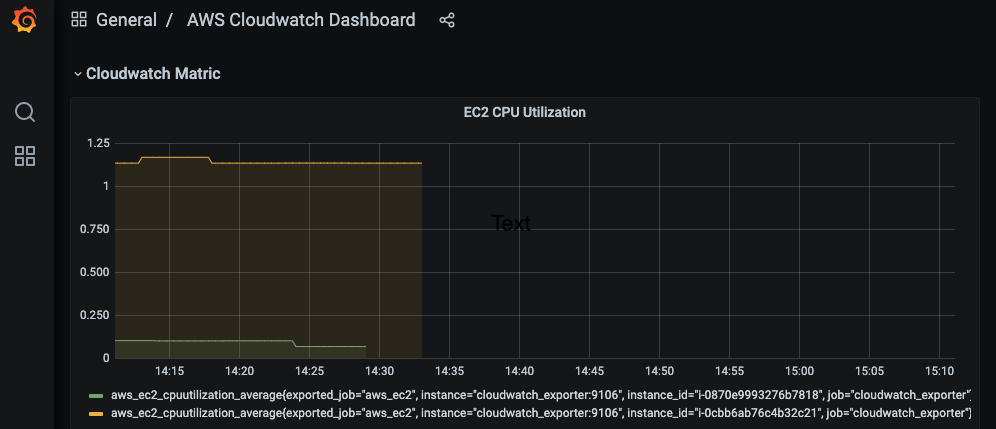 General / AWS Cloudwatch Dashboard
Cloudwatch Matric
EC2 CPU Utilization
1.25
1
0.750
0.500
0.250
0
Text
14:15 14:20 14:25 14:30 14:35 14:40 14:45 14:50 14:55 15:00 15:05 15:10
aws_ec2_cpuutilization_average{exported_job="aws_ec2", instance="cloudwatch_exporter:9106", instance_id="i-0870e9993276b7818", job="cloudwatch_exporter"}
aws_ec2_cpuutilization_average{exported_job="aws_ec2", instance="cloudwatch_exporter:9106", instance_id="i-0cbb6ab76c4b32c21", job="cloudwatch_exporter"}